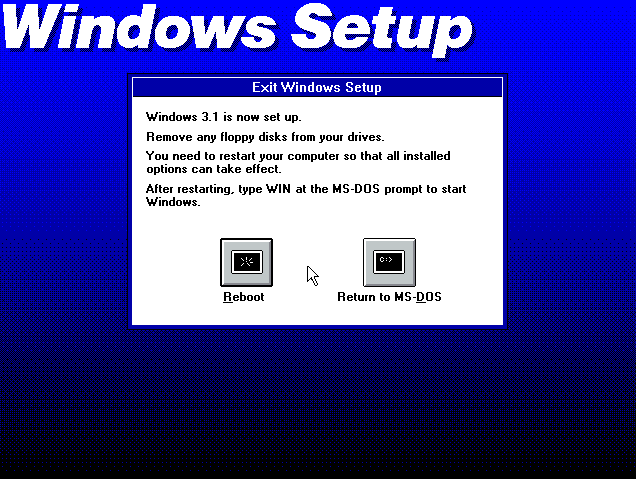 Windows Setup
Exit Windows Setup
Windows 3.1 is now set up.
Remove any floppy disks from your drives.
You need to restart your computer so that all installed
options can take effect.
After restarting, type WIN at the MS-DOS prompt to start
Windows.
C:\>
Reboot
Return to MS-DOS